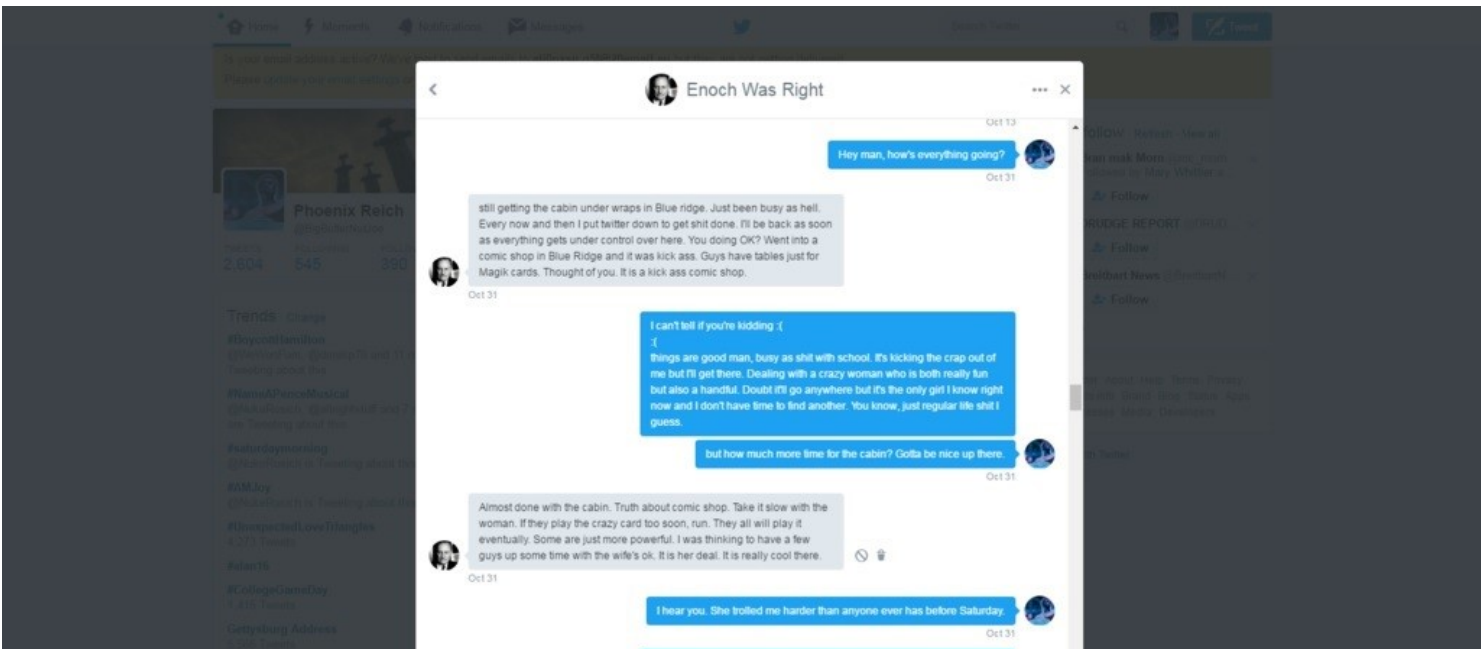 Home Moments Notifications Messages Search Twitter Tweet
Enoch Was Right
Oct 13
Hey man, how's everything going?
Oct 31
still getting the cabin under wraps in Blue ridge. Just been busy as hell.
Every now and then I put twitter down to get shit done. I'll be back as soon
as everything gets under control over here. You doing OK? Went into a
comic shop in Blue Ridge and it was kick ass. Guys have tables just for
Magik cards. Thought of you. It is a kick ass comic shop.
Oct 31
I can't tell if you're kidding :(
:(
things are good man, busy as shit with school. It's kicking the crap out of
me but I'll get there. Dealing with a crazy woman who is both really fun
but also a handful. Doubt it'll go anywhere but it's the only girl I know right
now and I don't have time to find another. You know, just regular life shit I
guess.
but how much more time for the cabin? Gotta be nice up there.
Oct 31
Almost done with the cabin. Truth about comic shop. Take it slow with the
woman. If they play the crazy card too soon, run. They all will play it
eventually. Some are just more powerful. I was thinking to have a few
guys up some time with the wife's ok. It is her deal. It is really cool there.
Oct 31
I hear you. She trolled me harder than anyone ever has before Saturday.
Oct 31
Phoenix Reich
2,604 545 390
Trends Change
#NameAPenceMusical
#saturdaymorning
#AMJoy
#UnexpectedLoveTriangles
4,271 Tweets
#CollegeGameDay
7,415 Tweets
Gettysburg Address
Refresh View all
Follow
DRUDGE REPORT
Follow
Breitbart News
Follow